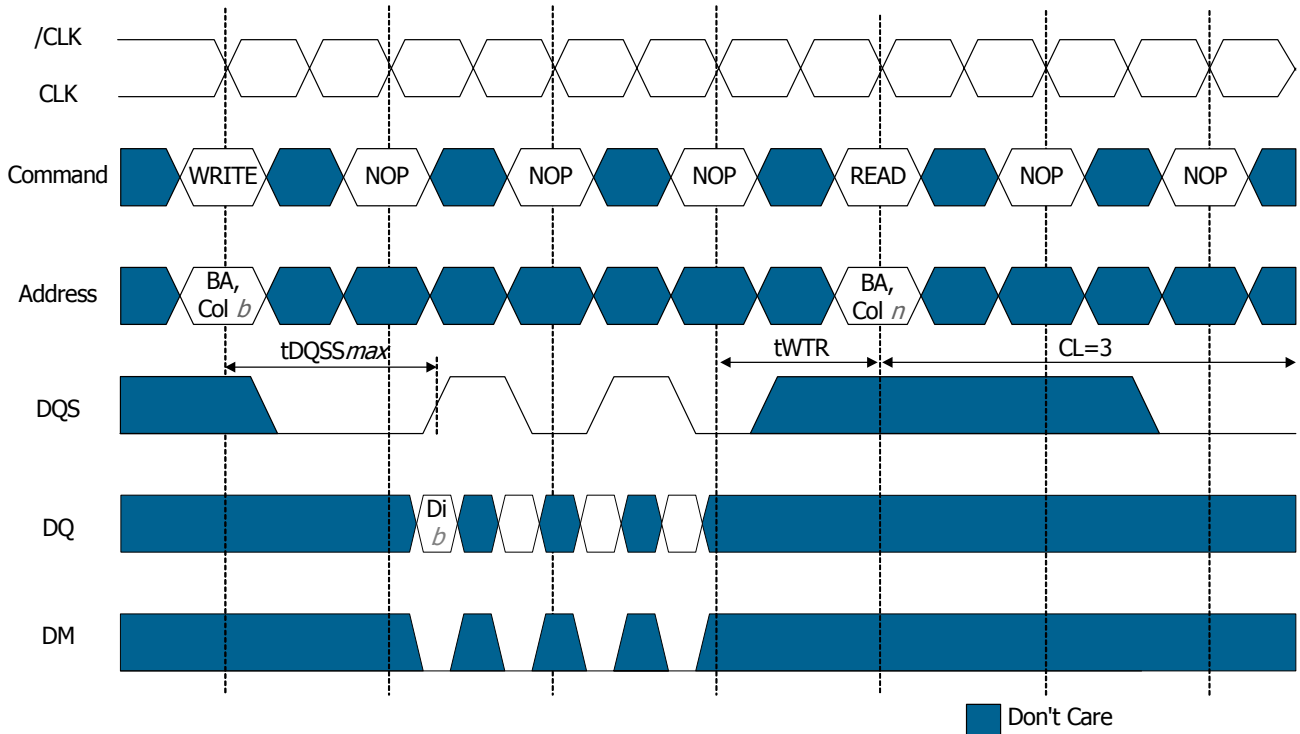 /CLK
CLK
Command
WRITE
NOP
NOP
NOP
READ
NOP
NOP
Address
BA,
Col b
BA,
Col n
tDQSSmax
tWTR
CL=3
DQS
DQ
Di
b
DM
Don't Care